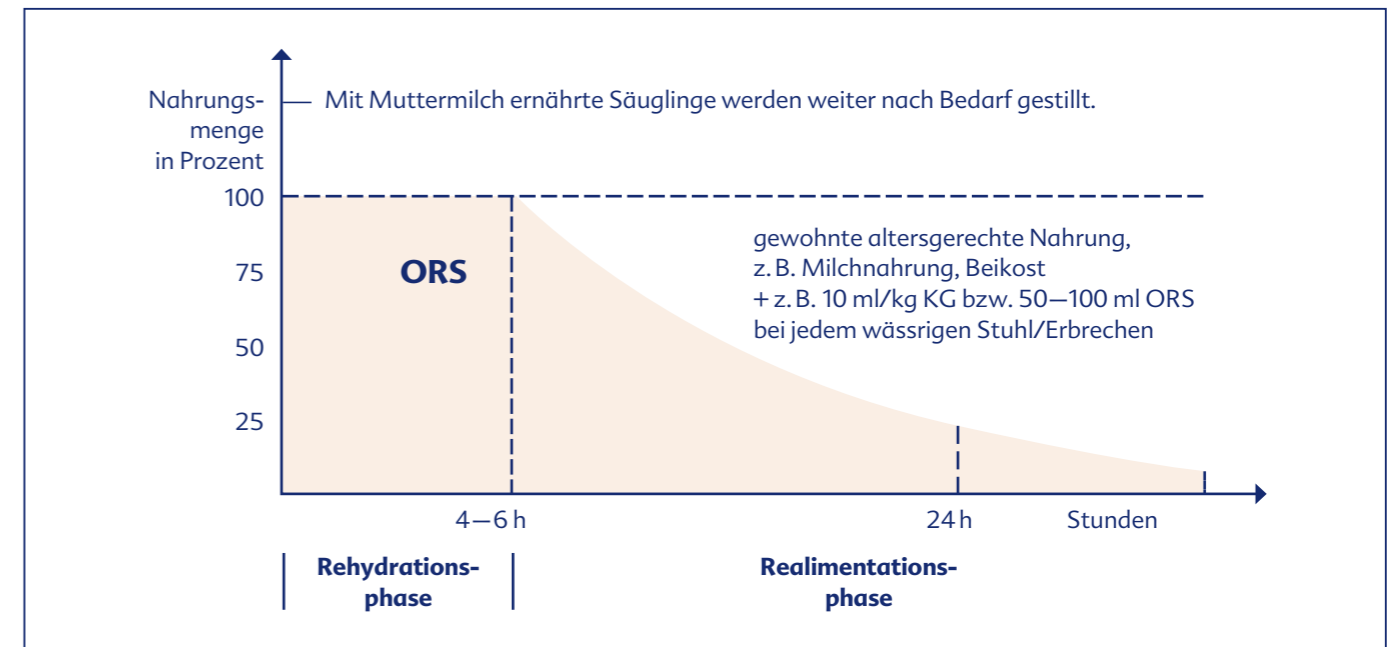 Nahrungs-
menge
in Prozent
Mit Muttermilch ernährte Säuglinge werden weiter nach Bedarf gestillt.
100
75
50
25
ORS
gewohnte altersgerechte Nahrung,
z. B. Milchnahrung, Beikost
+ z. B. 10 ml/kg KG bzw. 50—100 ml ORS
bei jedem wässrigen Stuhl/Erbrechen
4—6 h
24 h
Stunden
Rehydrations-
phase
Realimentations-
phase